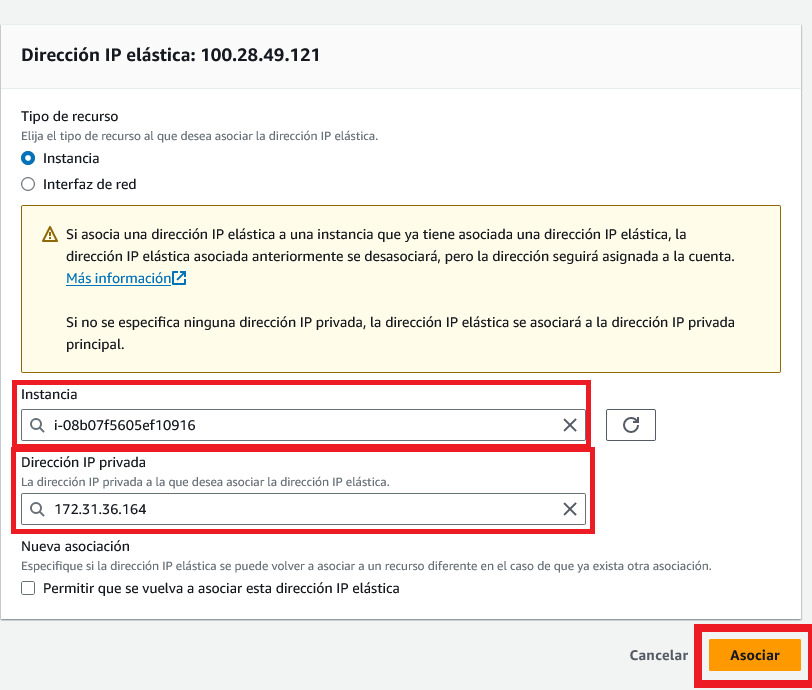 Dirección IP elástica: 100.28.49.121
Tipo de recurso
Elija el tipo de recurso al que desea asociar la dirección IP elástica.
Instancia
Interfaz de red
Si asocia una dirección IP elástica a una instancia que ya tiene asociada una dirección IP elástica, la
dirección IP elástica asociada anteriormente se desasociará, pero la dirección seguirá asignada a la cuenta.
Más información
Si no se especifica ninguna dirección IP privada, la dirección IP elástica se asociará a la dirección IP privada
principal.
Instancia
i-08b07f5605ef10916
Dirección IP privada
La dirección IP privada a la que desea asociar la dirección IP elástica.
172.31.36.164
Nueva asociación
Especifique si la dirección IP elástica se puede volver a asociar a un recurso diferente en el caso de que ya exista otra asociación.
Permitir que se vuelva a asociar esta dirección IP elástica
Cancelar
Asociar